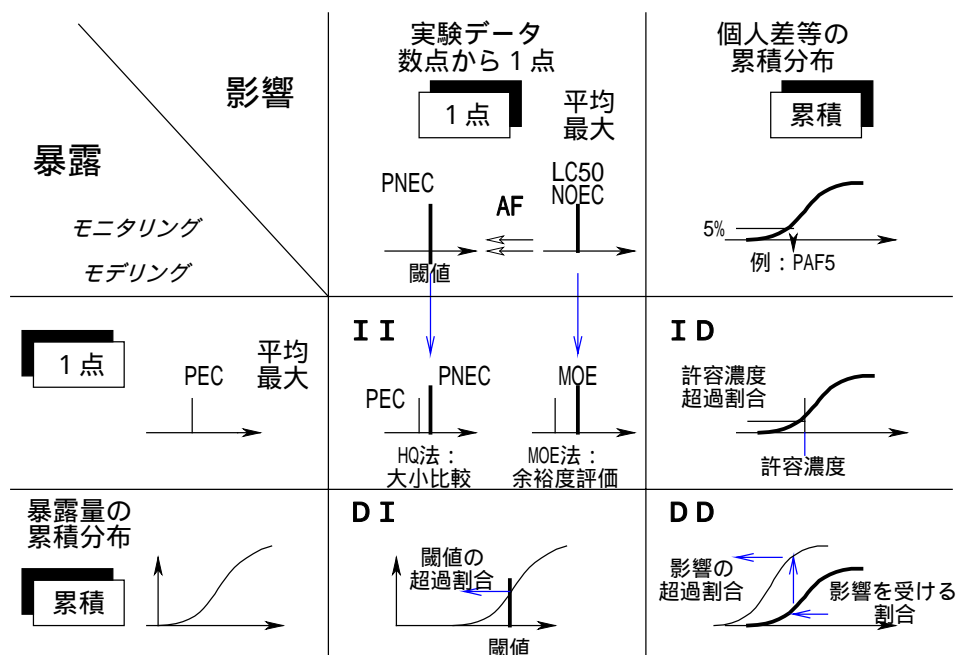 影響
暴露
モニタリング
モデリング
実験データ
数点から1点
1点
平均
最大
PNEC
AF
LC50
NOEC
閾値
個人差等の
累積分布
累積
5%
例：PAF5
1点
平均
最大
PEC
ＩＩ
PNEC
PEC
MOE
HQ法：
大小比較
MOE法：
余裕度評価
ＩＤ
許容濃度
超過割合
許容濃度
暴露量の
累積分布
累積
ＤＩ
閾値の
超過割合
閾値
ＤＤ
影響の
超過割合
影響を受ける
割合